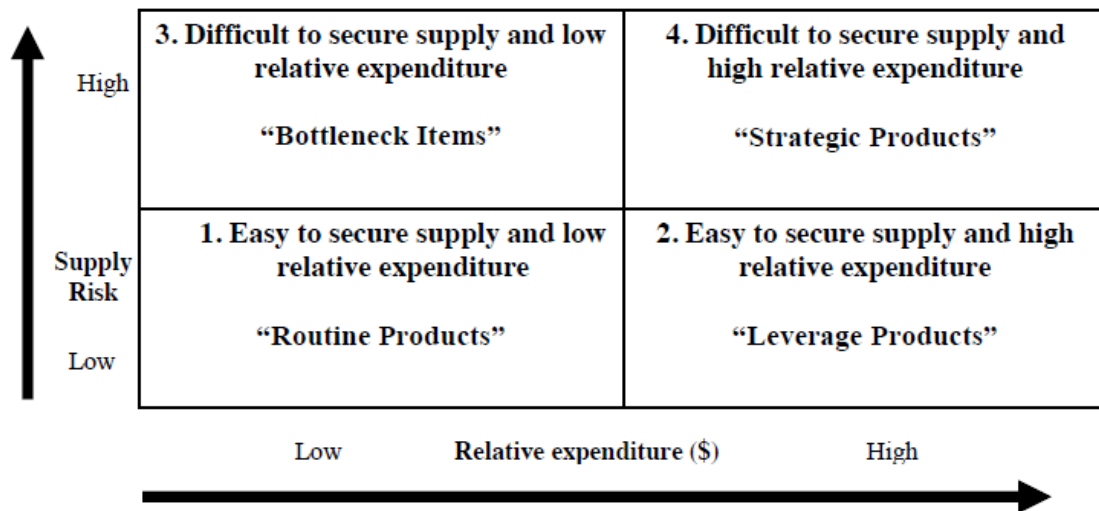 3. Difficult to secure supply and low
relative expenditure
“Bottleneck Items”
4. Difficult to secure supply and
high relative expenditure
“Strategic Products”
High
1. Easy to secure supply and low
relative expenditure
“Routine Products”
2. Easy to secure supply and high
relative expenditure
“Leverage Products”
Supply
Risk
Low
Low
Relative expenditure ($)
High